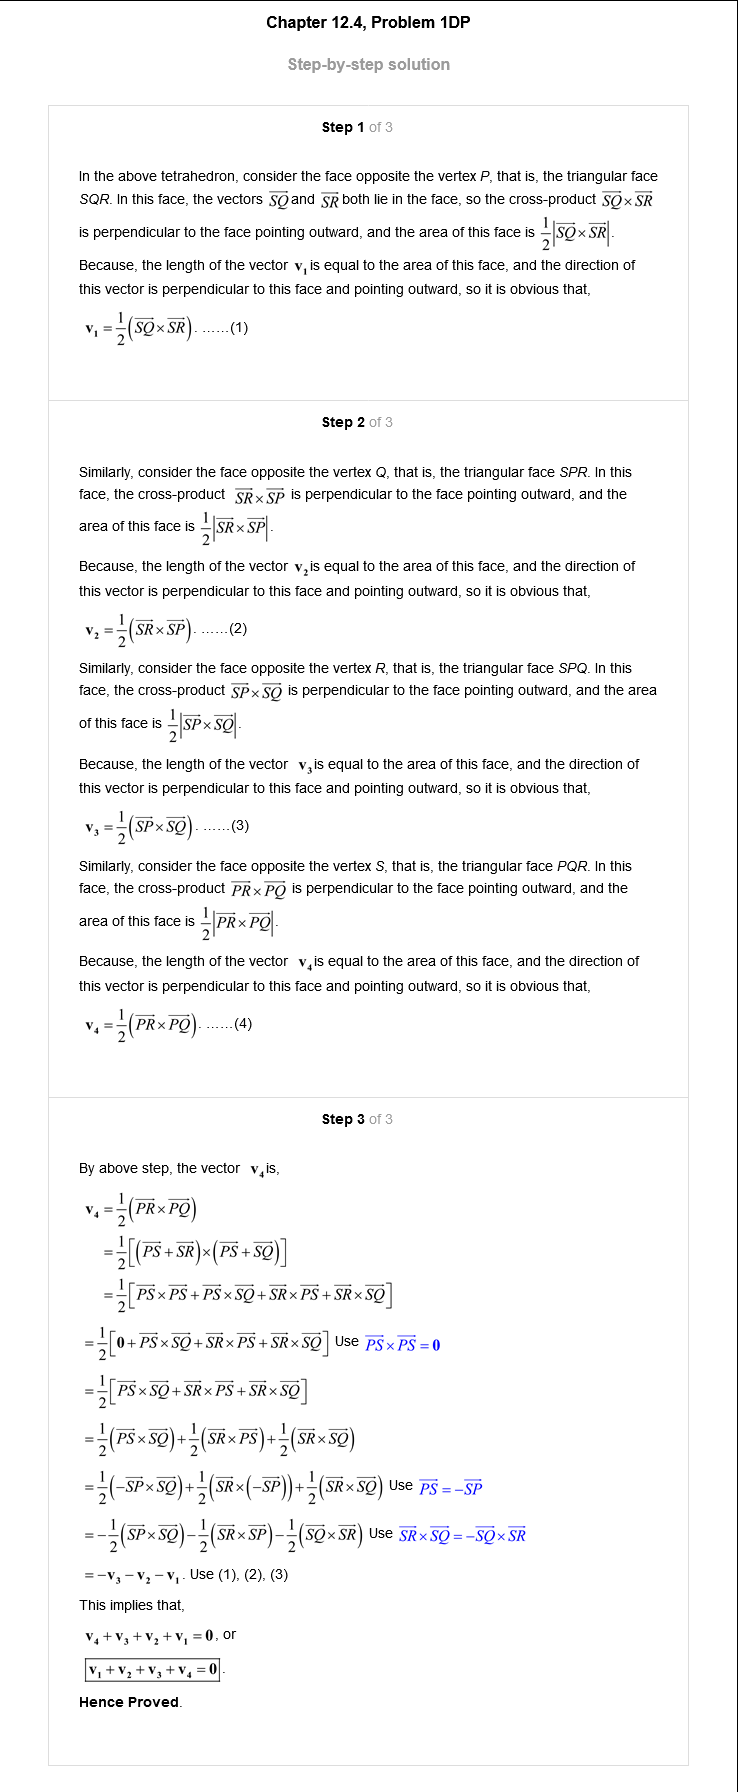 Chapter 12.4, Problem 1DP
Step-by-step solution
Step 1 of 3
In the above tetrahedron, consider the face opposite the vertex P, that is, the triangular face
SQR. In this face, the vectors $\overrightarrow{SQ}$ and $\overrightarrow{SR}$ both lie in the face, so the cross-product $\overrightarrow{SQ}\times\overrightarrow{SR}$
is perpendicular to the face pointing outward, and the area of this face is $\frac{1}{2}\left|\overrightarrow{SQ}\times\overrightarrow{SR}\right|$.
Because, the length of the vector $\mathbf{v_1}$ is equal to the area of this face, and the direction of
this vector is perpendicular to this face and pointing outward, so it is obvious that,
$\mathbf{v_1}=\frac{1}{2}\left(\overrightarrow{SQ}\times\overrightarrow{SR}\right)$. ……(1)
Step 2 of 3
Similarly, consider the face opposite the vertex Q, that is, the triangular face SPR. In this
face, the cross-product $\overrightarrow{SR}\times\overrightarrow{SP}$ is perpendicular to the face pointing outward, and the
area of this face is $\frac{1}{2}\left|\overrightarrow{SR}\times\overrightarrow{SP}\right|$.
Because, the length of the vector $\mathbf{v_2}$ is equal to the area of this face, and the direction of
this vector is perpendicular to this face and pointing outward, so it is obvious that,
$\mathbf{v_2}=\frac{1}{2}\left(\overrightarrow{SR}\times\overrightarrow{SP}\right)$. ……(2)
Similarly, consider the face opposite the vertex R, that is, the triangular face SPQ. In this
face, the cross-product $\overrightarrow{SP}\times\overrightarrow{SQ}$ is perpendicular to the face pointing outward, and the area
of this face is $\frac{1}{2}\left|\overrightarrow{SP}\times\overrightarrow{SQ}\right|$.
Because, the length of the vector $\mathbf{v_3}$ is equal to the area of this face, and the direction of
this vector is perpendicular to this face and pointing outward, so it is obvious that,
$\mathbf{v_3}=\frac{1}{2}\left(\overrightarrow{SP}\times\overrightarrow{SQ}\right)$. ……(3)
Similarly, consider the face opposite the vertex S, that is, the triangular face PQR. In this
face, the cross-product $\overrightarrow{PR}\times\overrightarrow{PQ}$ is perpendicular to the face pointing outward, and the
area of this face is $\frac{1}{2}\left|\overrightarrow{PR}\times\overrightarrow{PQ}\right|$.
Because, the length of the vector $\mathbf{v_4}$ is equal to the area of this face, and the direction of
this vector is perpendicular to this face and pointing outward, so it is obvious that,
$\mathbf{v_4}=\frac{1}{2}\left(\overrightarrow{PR}\times\overrightarrow{PQ}\right)$. ……(4)
Step 3 of 3
By above step, the vector $\mathbf{v_4}$ is,
$\mathbf{v_4}=\frac{1}{2}\left(\overrightarrow{PR}\times\overrightarrow{PQ}\right)$
$=\frac{1}{2}\left[\left(\overrightarrow{PS}+\overrightarrow{SR}\right)\times\left(\overrightarrow{PS}+\overrightarrow{SQ}\right)\right]$
$=\frac{1}{2}\left[\overrightarrow{PS}\times\overrightarrow{PS}+\overrightarrow{PS}\times\overrightarrow{SQ}+\overrightarrow{SR}\times\overrightarrow{PS}+\overrightarrow{SR}\times\overrightarrow{SQ}\right]$
$=\frac{1}{2}\left[\mathbf{0}+\overrightarrow{PS}\times\overrightarrow{SQ}+\overrightarrow{SR}\times\overrightarrow{PS}+\overrightarrow{SR}\times\overrightarrow{SQ}\right]$ Use $\overrightarrow{PS}\times\overrightarrow{PS}=\mathbf{0}$
$=\frac{1}{2}\left[\overrightarrow{PS}\times\overrightarrow{SQ}+\overrightarrow{SR}\times\overrightarrow{PS}+\overrightarrow{SR}\times\overrightarrow{SQ}\right]$
$=\frac{1}{2}\left(\overrightarrow{PS}\times\overrightarrow{SQ}\right)+\frac{1}{2}\left(\overrightarrow{SR}\times\overrightarrow{PS}\right)+\frac{1}{2}\left(\overrightarrow{SR}\times\overrightarrow{SQ}\right)$
$=\frac{1}{2}\left(-\overrightarrow{SP}\times\overrightarrow{SQ}\right)+\frac{1}{2}\left(\overrightarrow{SR}\times\left(-\overrightarrow{SP}\right)\right)+\frac{1}{2}\left(\overrightarrow{SR}\times\overrightarrow{SQ}\right)$ Use $\overrightarrow{PS}=-\overrightarrow{SP}$
$=-\frac{1}{2}\left(\overrightarrow{SP}\times\overrightarrow{SQ}\right)-\frac{1}{2}\left(\overrightarrow{SR}\times\overrightarrow{SP}\right)-\frac{1}{2}\left(\overrightarrow{SQ}\times\overrightarrow{SR}\right)$ Use $\overrightarrow{SR}\times\overrightarrow{SQ}=-\overrightarrow{SQ}\times\overrightarrow{SR}$
$=-\mathbf{v_3}-\mathbf{v_2}-\mathbf{v_1}$. Use (1), (2), (3)
This implies that,
$\mathbf{v_4}+\mathbf{v_3}+\mathbf{v_2}+\mathbf{v_1}=\mathbf{0}$, or
$\boxed{\mathbf{v_1}+\mathbf{v_2}+\mathbf{v_3}+\mathbf{v_4}=\mathbf{0}}$.
Hence Proved.